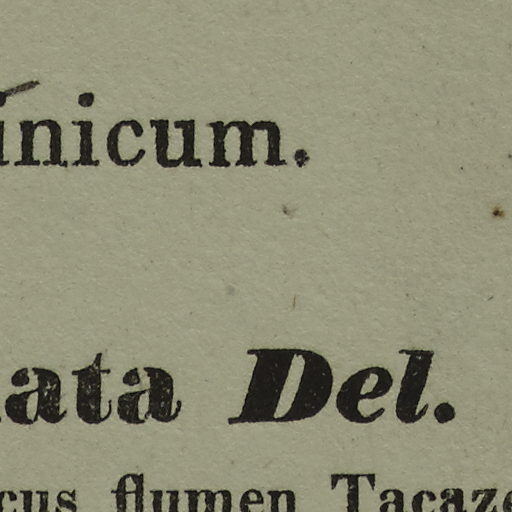 inicum.
ata Del.
cus flumen Tacaze